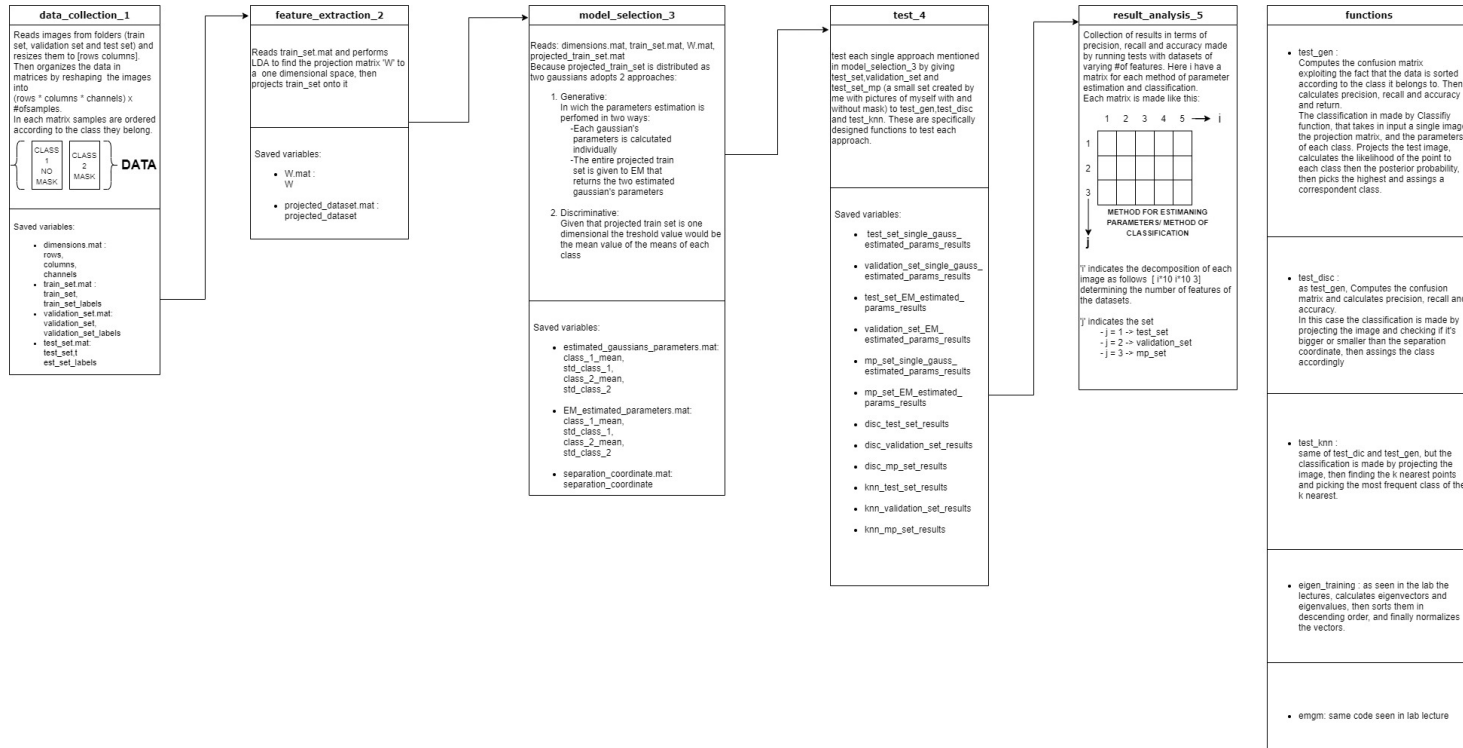 data_collection_1
Reads images from folders (train
set, validation set and test set) and
resizes them to [rows columns].
Then organizes the data in
matrices by reshaping the images
into
(rows * columns * channels) x
#ofsamples.
In each matrix samples are ordered
according to the class they belong.
CLASS
1
NO
MASK
CLASS
2
MASK
DATA
Saved variables:
• dimensions.mat :
rows,
columns,
channels
• train_set.mat :
train_set,
train_set_labels
• validation_set.mat:
validation_set,
validation_set_labels
• test_set.mat:
test_set,t
est_set_labels
feature_extraction_2
Reads train_set.mat and performs
LDA to find the projection matrix 'W' to
a one dimensional space, then
projects train_set onto it
Saved variables:
• W.mat :
W
• projected_dataset.mat :
projected_dataset
model_selection_3
Reads: dimensions.mat, train_set.mat, W.mat,
projected_train_set.mat
Because projected_train_set is distributed as
two gaussians adopts 2 approaches:
1. Generative:
In wich the parameters estimation is
perfomed in two ways:
-Each gaussian's
parameters is calcutated
individually
-The entire projected train
set is given to EM that
returns the two estimated
gaussian's parameters
2. Discriminative:
Given that projected train set is one
dimensional the treshold value would be
the mean value of the means of each
class
Saved variables:
• estimated_gaussians_parameters.mat:
class_1_mean,
std_class_1,
class_2_mean,
std_class_2
• EM_estimated_parameters.mat:
class_1_mean,
std_class_1,
class_2_mean,
std_class_2
• separation_coordinate.mat:
separation_coordinate
test_4
test each single approach mentioned
in model_selection_3 by giving
test_set,validation_set and
test_set_mp (a small set created by
me with pictures of myself with and
without mask) to test_gen,test_disc
and test_knn. These are specifically
designed functions to test each
approach.
Saved variables:
• test_set_single_gauss_
estimated_params_results
• validation_set_single_gauss_
estimated_params_results
• test_set_EM_estimated_
params_results
• validation_set_EM_
estimated_params_results
• mp_set_single_gauss_
estimated_params_results
• mp_set_EM_estimated_
params_results
• disc_test_set_results
• disc_validation_set_results
• disc_mp_set_results
• knn_test_set_results
• knn_validation_set_results
• knn_mp_set_results
result_analysis_5
Collection of results in terms of
precision, recall and accuracy made
by running tests with datasets of
varying #of features. Here i have a
matrix for each method of parameter
estimation and classification.
Each matrix is made like this:
1 2 3 4 5 i
1
2
3
j
METHOD FOR ESTIMANING
PARAMETERS/ METHOD OF
CLASSIFICATION
'i' indicates the decomposition of each
image as follows [ i*10 i*10 3]
determining the number of features of
the datasets.
'j' indicates the set
- j = 1 -> test_set
- j = 2 -> validation_set
- j = 3 -> mp_set
functions
• test_gen :
Computes the confusion matrix
exploiting the fact that the data is sorted
according to the class it belongs to. Then
calculates precision, recall and accuracy
and return.
The classification in made by Classifiy
function, that takes in input a single image
the projection matrix, and the parameters
of each class. Projects the test image,
calculates the likelihood of the point to
each class then the posterior probability,
then picks the highest and assings a
correspondent class.
• test_disc :
as test_gen, Computes the confusion
matrix and calculates precision, recall and
accuracy.
In this case the classification is made by
projecting the image and checking if it's
bigger or smaller than the separation
coordinate, then assings the class
accordingly
• test_knn :
same of test_dic and test_gen, but the
classification is made by projecting the
image, then finding the k nearest points
and picking the most frequent class of the
k nearest.
• eigen_training : as seen in the lab the
lectures, calculates eigenvectors and
eigenvalues, then sorts them in
descending order, and finally normalizes
the vectors.
• emgm: same code seen in lab lecture